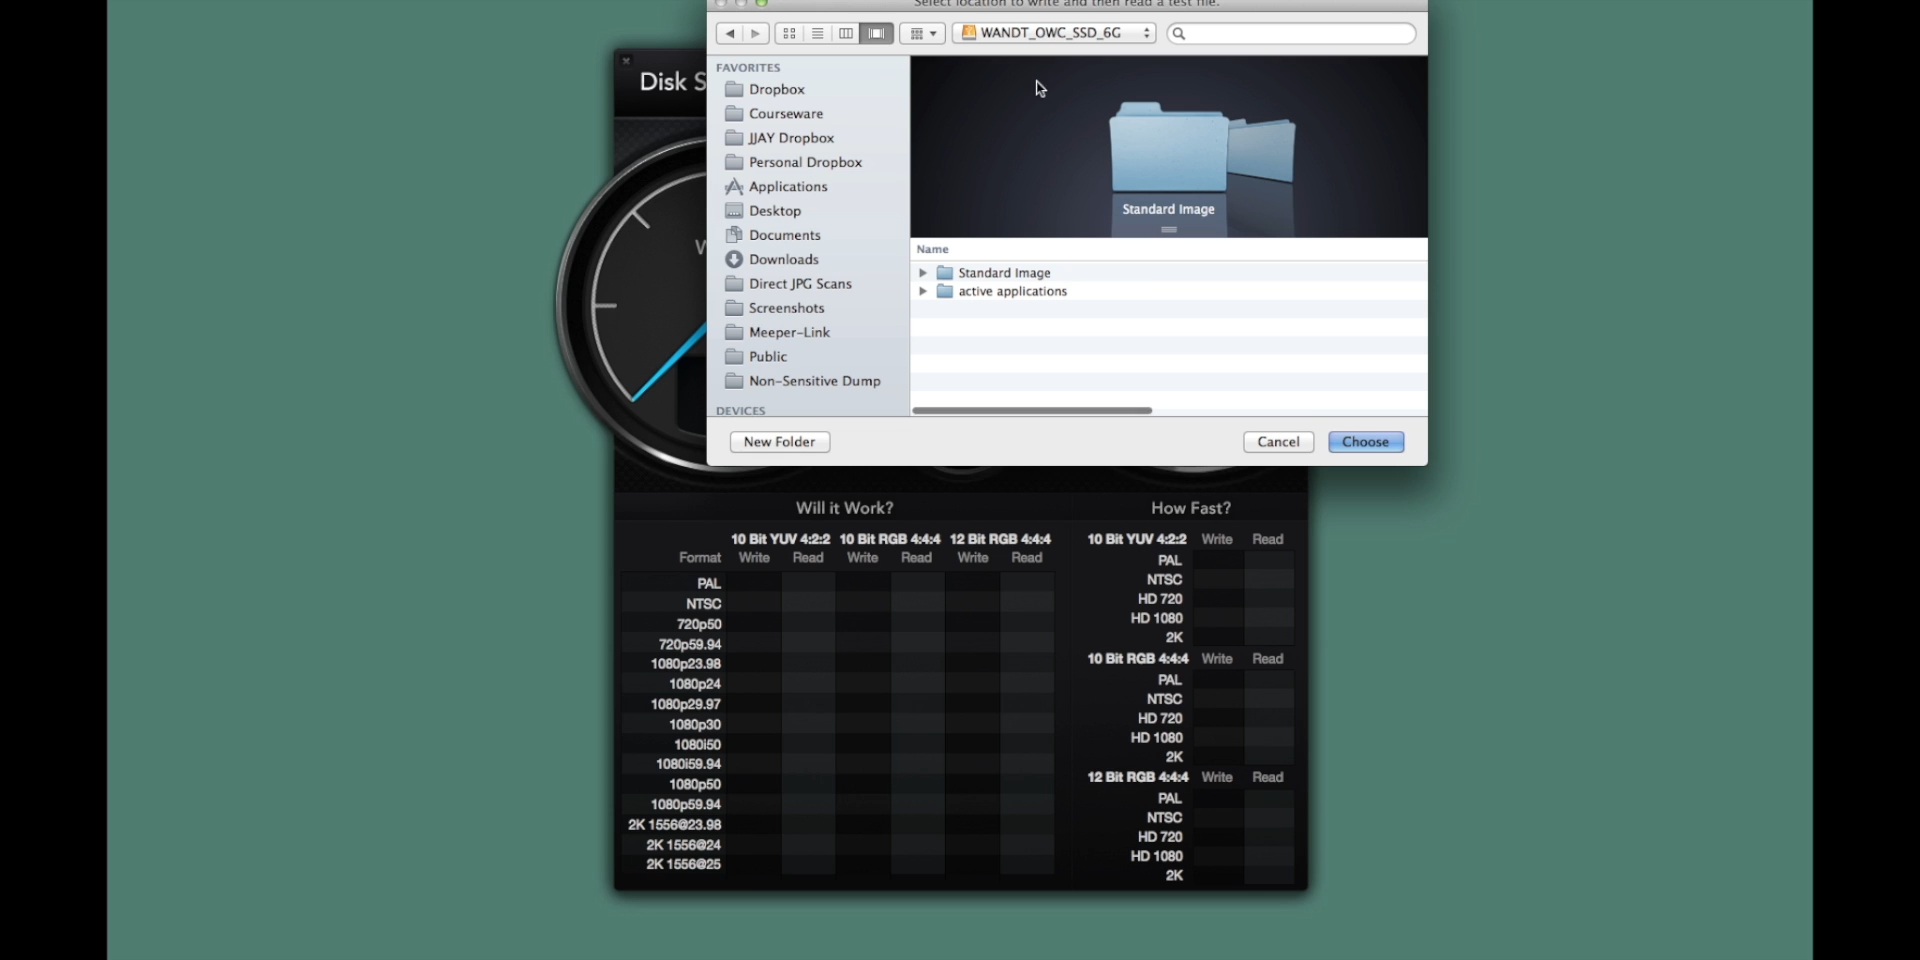 Select location to write and then read a test file.
WANDT_OWC_SSD_6G
Disk S
FAVORITES
Dropbox
Courseware
JJAY Dropbox
Personal Dropbox
Applications
Desktop
Documents
Downloads
Direct JPG Scans
Screenshots
Meeper-Link
Public
Non-Sensitive Dump
DEVICES
Standard Image
Name
Standard Image
active applications
New Folder
Cancel
Choose
W
Will it Work?
10 Bit YUV 4:2:2 10 Bit RGB 4:4:4 12 Bit RGB 4:4:4
Format Write Read Write Read Write Read
PAL
NTSC
720p50
720p59.94
1080p23.98
1080p24
1080p29.97
1080p30
1080i50
1080i59.94
1080p50
1080p59.94
2K 1556@23.98
2K 1556@24
2K 1556@25
How Fast?
10 Bit YUV 4:2:2 Write Read
PAL
NTSC
HD 720
HD 1080
2K
10 Bit RGB 4:4:4 Write Read
PAL
NTSC
HD 720
HD 1080
2K
12 Bit RGB 4:4:4 Write Read
PAL
NTSC
HD 720
HD 1080
2K